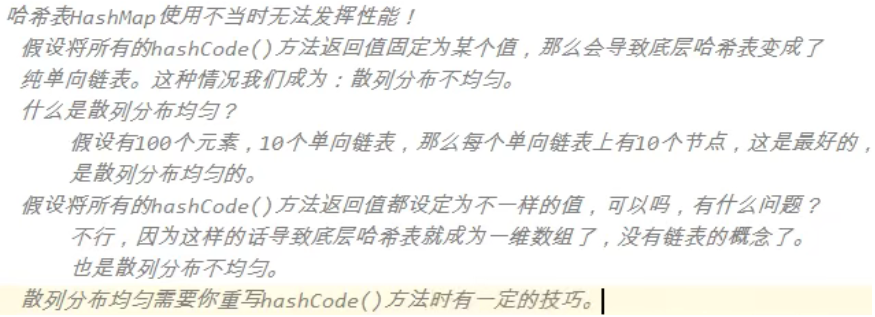 哈希表HashMap使用不当时无法发挥性能！
假设将所有的hashCode()方法返回值固定为某个值，那么会导致底层哈希表变成了
纯单向链表。这种情况我们成为：散列分布不均匀。
什么是散列分布均匀？
假设有100个元素，10个单向链表，那么每个单向链表上有10个节点，这是最好的，
是散列分布均匀的。
假设将所有的hashCode()方法返回值都设定为不一样的值，可以吗，有什么问题？
不行，因为这样的话导致底层哈希表就成为一维数组了，没有链表的概念了。
也是散列分布不均匀。
散列分布均匀需要你重写hashCode()方法时有一定的技巧。